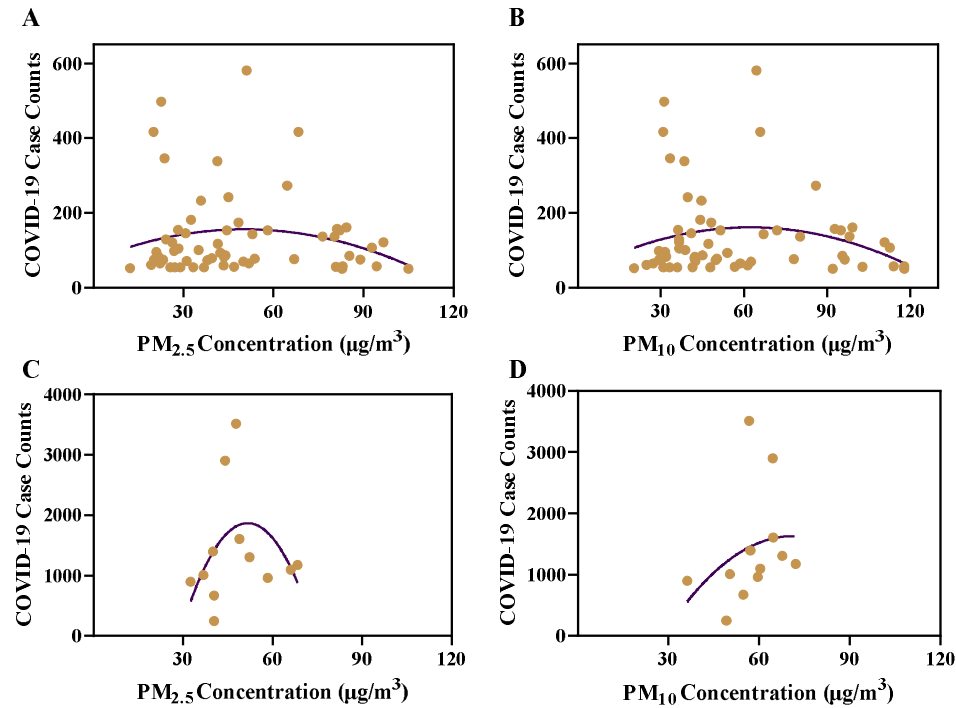 A
COVID-19 Case Counts
600
400
200
0
30
60
90
120
PM2.5 Concentration (μg/m³)
B
COVID-19 Case Counts
600
400
200
0
30
60
90
120
PM10 Concentration (μg/m³)
C
COVID-19 Case Counts
4000
3000
2000
1000
0
30
60
90
120
PM2.5 Concentration (μg/m³)
D
COVID-19 Case Counts
4000
3000
2000
1000
0
30
60
90
120
PM10 Concentration (μg/m³)